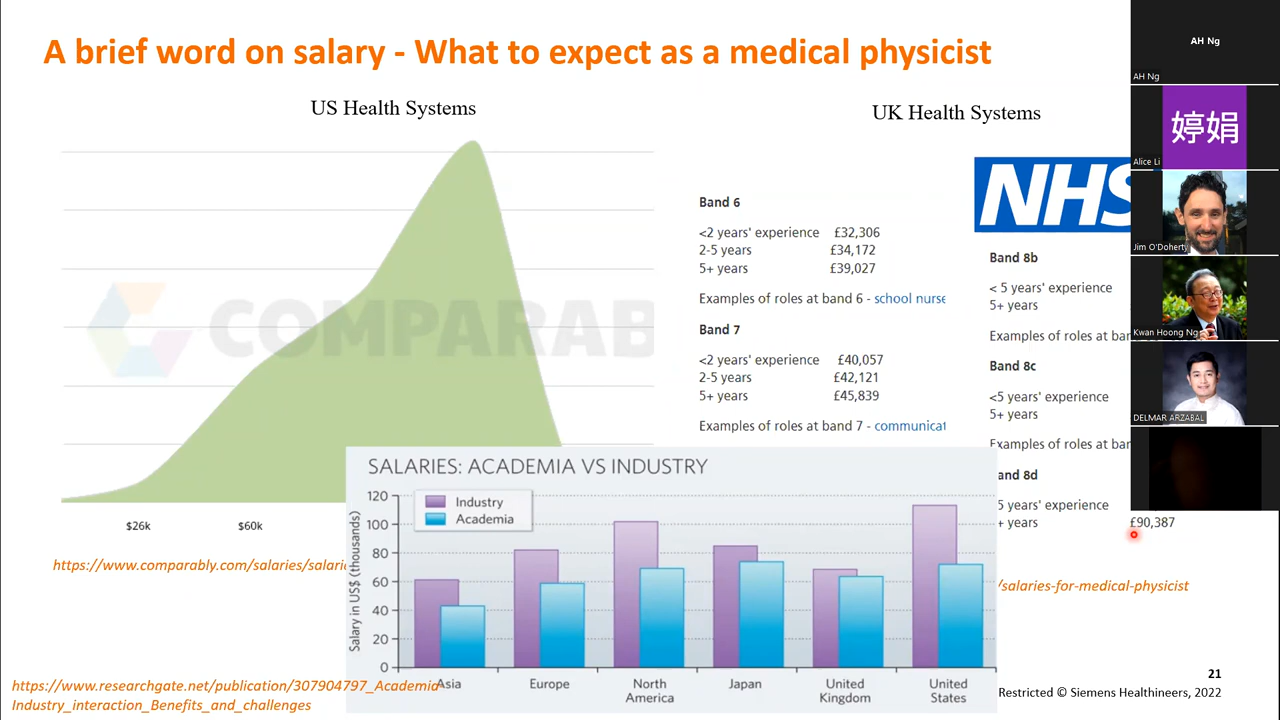 A brief word on salary - What to expect as a medical physicist
US Health Systems
COMPARAB
$26k
$60k
https://www.comparably.com/salaries/salarie
UK Health Systems
NHS
Band 6
<2 years' experience £32,306
2-5 years £34,172
5+ years £39,027
Examples of roles at band 6 - school nurse
Band 7
<2 years' experience £40,057
2-5 years £42,121
5+ years £45,839
Examples of roles at band 7 - communicat
Band 8b
< 5 years' experience
5+ years
Examples of roles at bar
Band 8c
<5 years' experience
5+ years
Examples of roles at bar
and 8d
5 years' experience
+ years £90,387
/salaries-for-medical-physicist
SALARIES: ACADEMIA VS INDUSTRY
Industry
Academia
Salary in US$ (thousands)
120
100
80
60
40
20
0
Asia
Europe
North
America
Japan
United
Kingdom
United
States
https://www.researchgate.net/publication/307904797_Academia-
Industry_interaction_Benefits_and_challenges
21
Restricted © Siemens Healthineers, 2022
AH Ng
AH Ng
婷娟
Alice Li
Jim O'Doherty
Kwan Hoong Ng
DELMAR ARZABAL